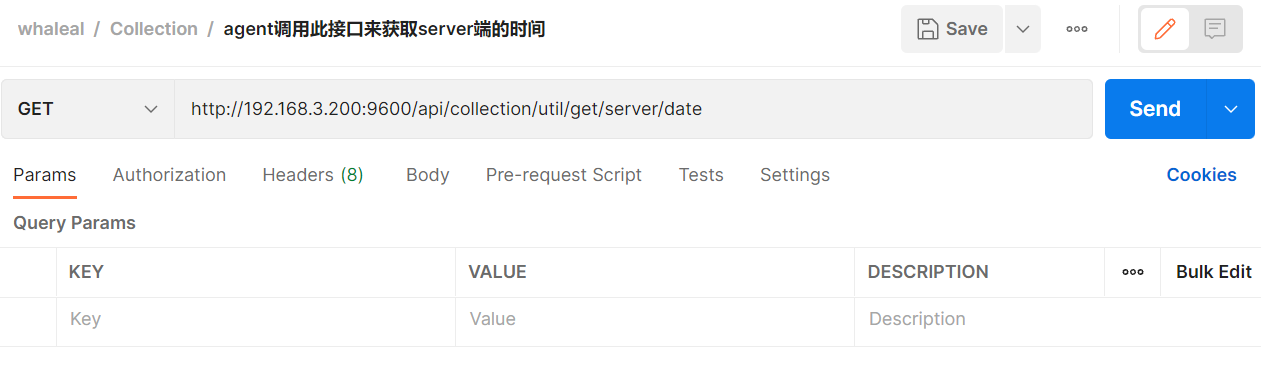 whaleal / Collection / agent调用此接口来获取server端的时间 Save
GET http://192.168.3.200:9600/api/collection/util/get/server/date Send
Params Authorization Headers (8) Body Pre-request Script Tests Settings Cookies
Query Params
KEY VALUE DESCRIPTION Bulk Edit
Key Value Description